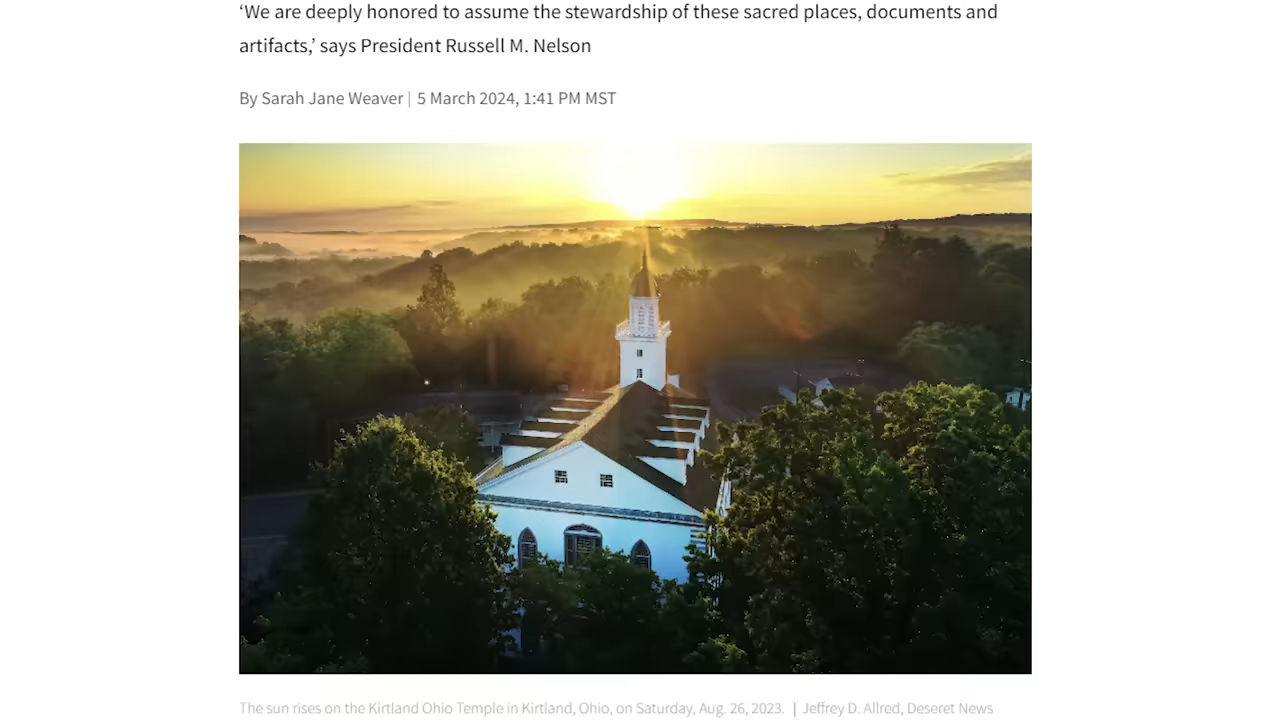 ‘We are deeply honored to assume the stewardship of these sacred places, documents and
artifacts,’ says President Russell M. Nelson
By Sarah Jane Weaver | 5 March 2024, 1:41 PM MST
The sun rises on the Kirtland Ohio Temple in Kirtland, Ohio, on Saturday, Aug. 26, 2023. | Jeffrey D. Allred, Deseret News